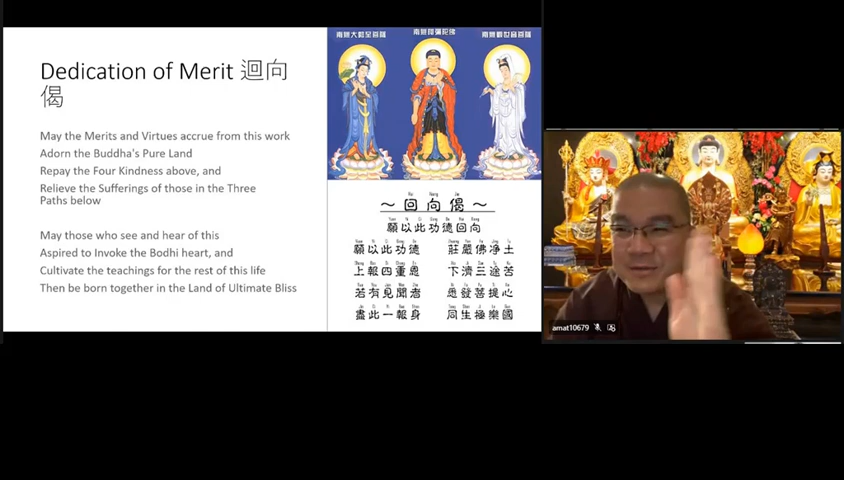 Dedication of Merit 迴向
偈
May the Merits and Virtues accrue from this work
Adorn the Buddha's Pure Land
Repay the Four Kindness above, and
Relieve the Sufferings of those in the Three
Paths below
May those who see and hear of this
Aspired to Invoke the Bodhi heart, and
Cultivate the teachings for the rest of this life
Then be born together in the Land of Ultimate Bliss
南無大勢至菩薩 南無阿彌陀佛 南無觀世音菩薩
～回向偈～
願以此功德回向
願以此功德 莊嚴佛淨土
上報四重恩 下濟三途苦
若有見聞者 悉發菩提心
盡此一報身 同生極樂國
amat10679